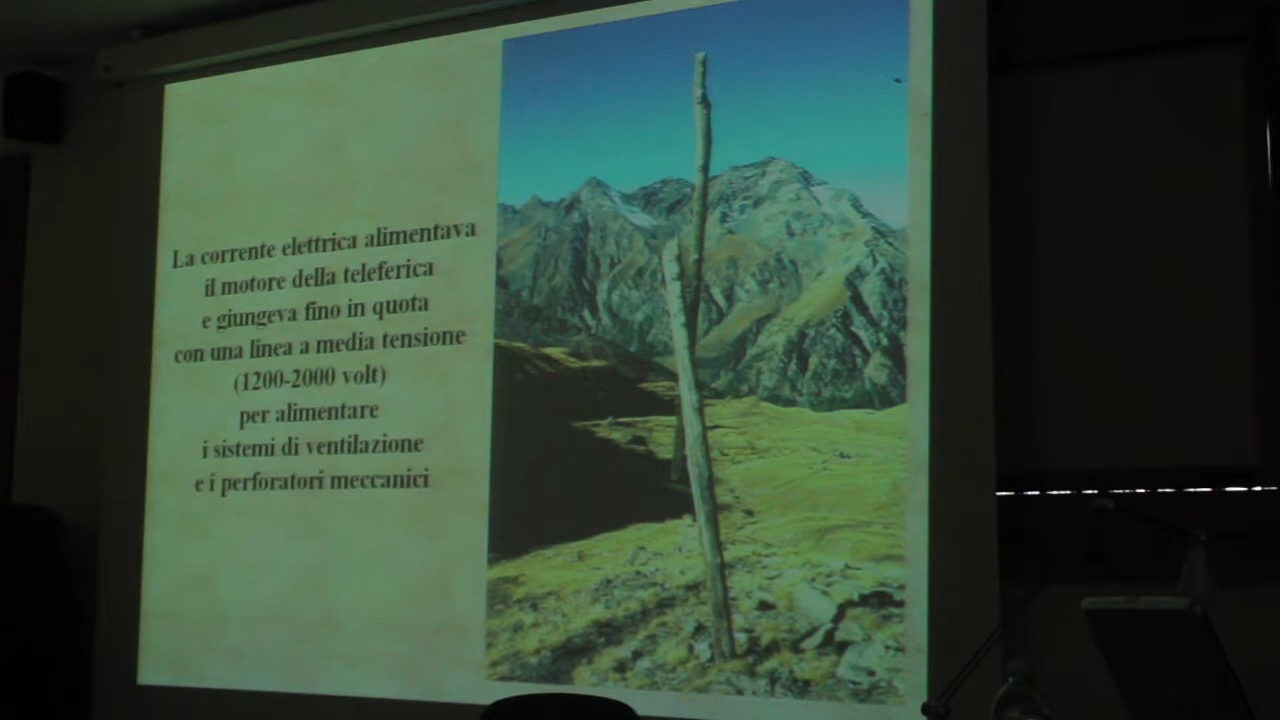 La corrente elettrica alimentava
il motore della teleferica
e giungeva fino in quota
con una linea a media tensione
(1200-2000 volt)
per alimentare
i sistemi di ventilazione
e i perforatori meccanici